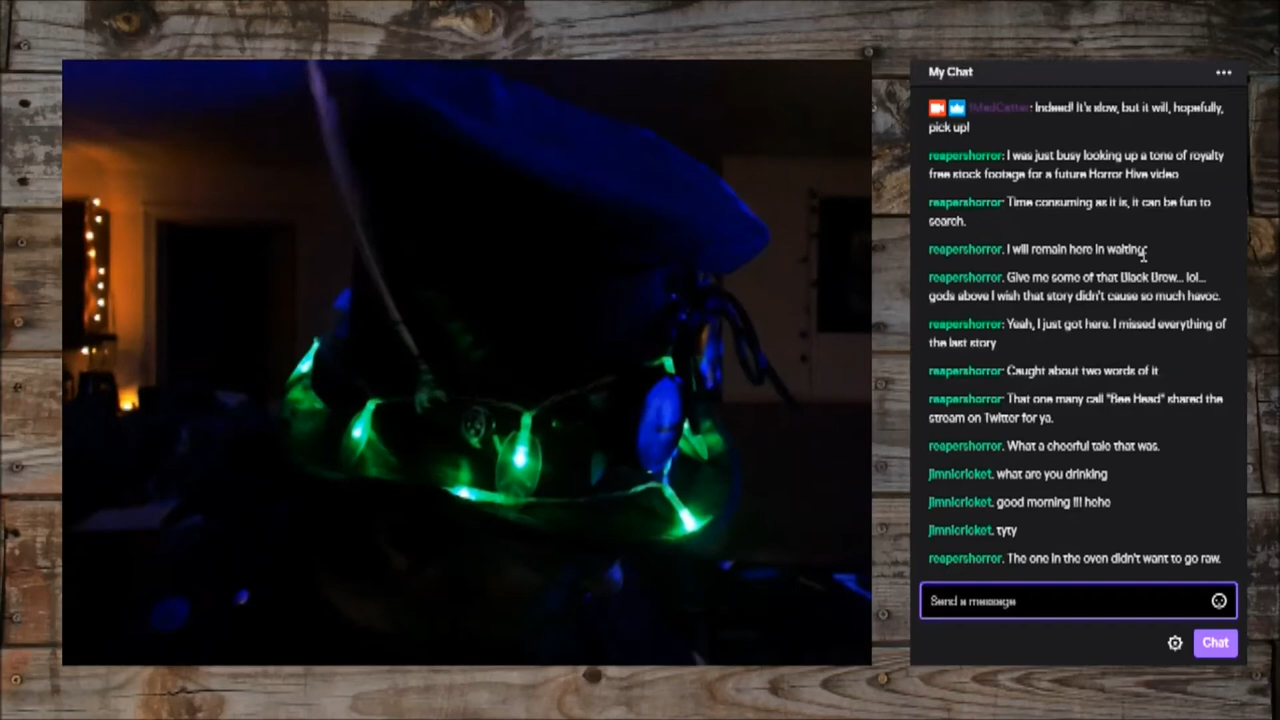 My Chat
IMadCatter: Indeed! It's slow, but it will, hopefully,
pick up!
reapershorror: I was just busy looking up a tone of royalty
free stock footage for a future Horror Hive video
reapershorror: Time consuming as it is, it can be fun to
search.
reapershorror: I will remain here in waiting.
reapershorror: Give me some of that Black Brew... lol...
gods above I wish that story didn't cause so much havoc.
reapershorror: Yeah, I just got here. I missed everything of
the last story
reapershorror: Caught about two words of it
reapershorror: That one many call "Bee Head" shared the
stream on Twitter for ya.
reapershorror: What a cheerful tale that was.
jimnicricket: what are you drinking
jimnicricket: good morning !!! hehe
jimnicricket: tyty
reapershorror: The one in the oven didn't want to go raw.
Send a message
Chat